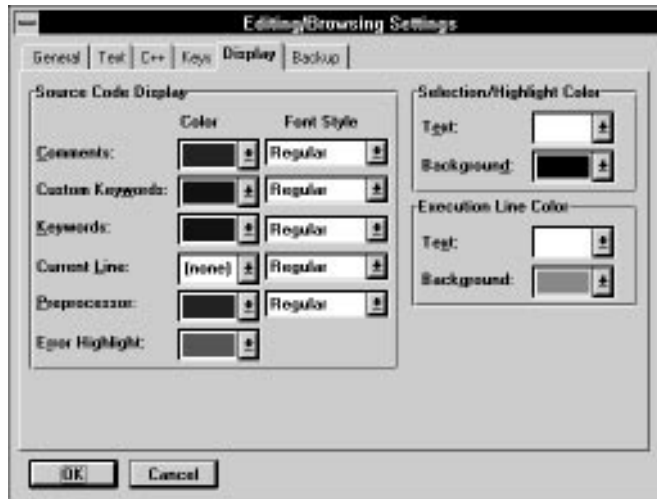 Editing/Browsing Settings
General Text C++ Keys Display Backup
Source Code Display
Color Font Style
Comments: Regular
Custom Keywords: Regular
Keywords: Regular
Current Line: (none) Regular
Preprocessor: Regular
Error Highlight:
Selection/Highlight Color
Text:
Background:
Execution Line Color
Text:
Background:
OK Cancel